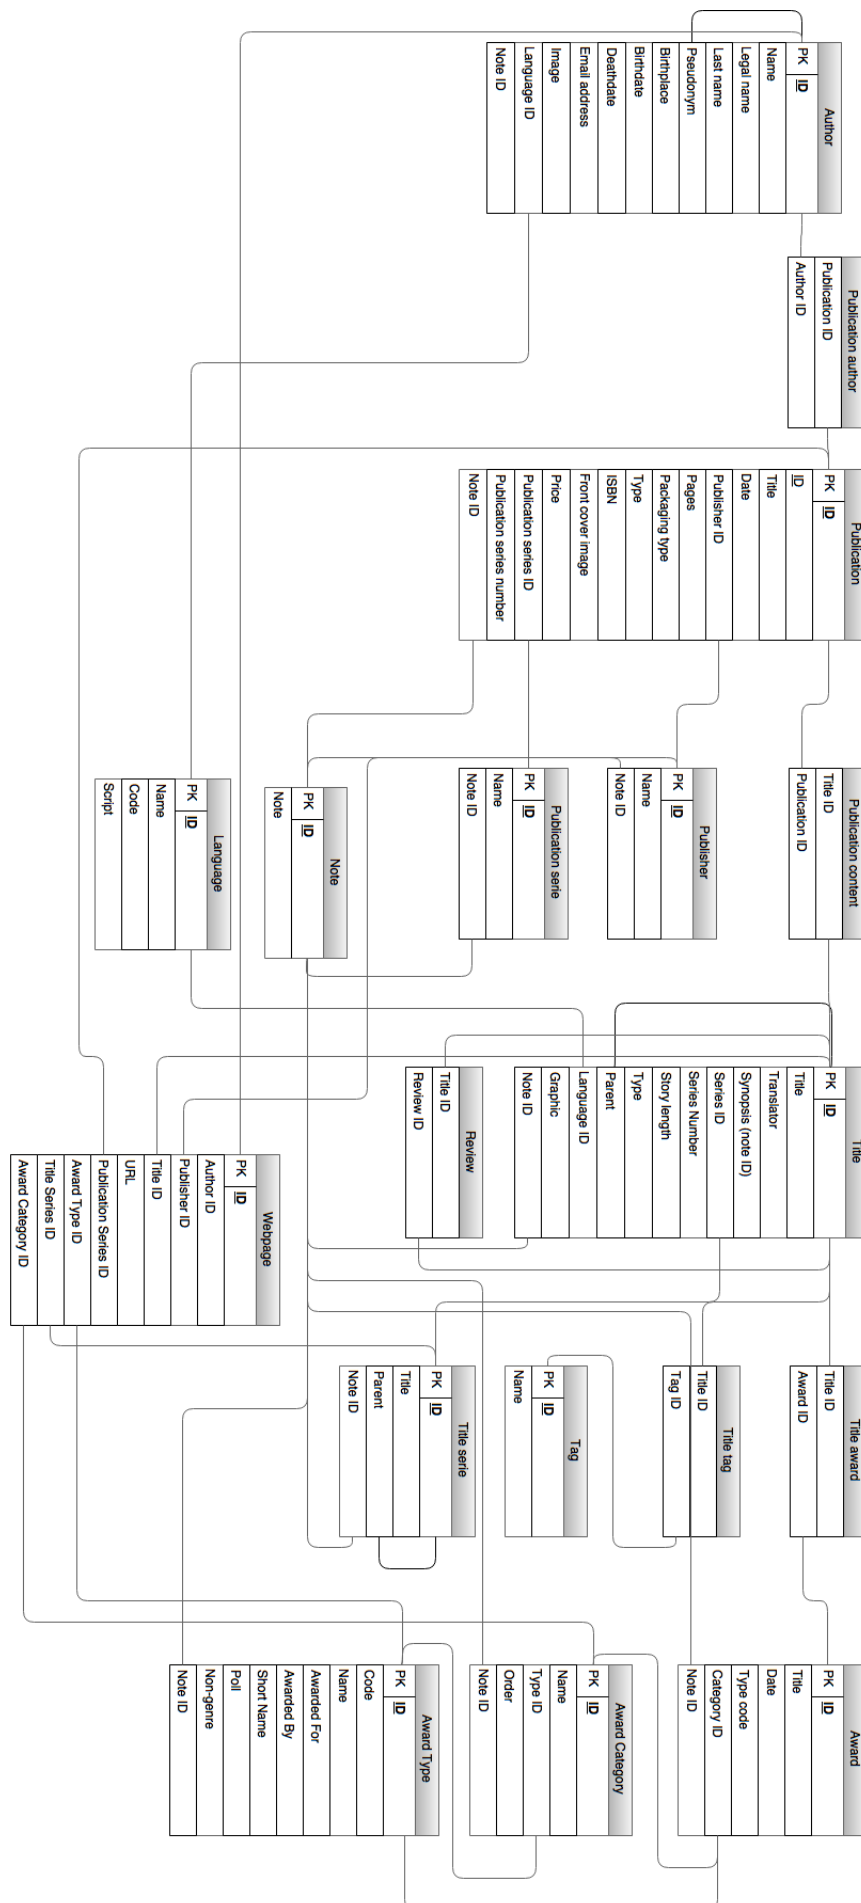 Author
PK ID
Name
Legal name
Last name
Pseudonym
Birthplace
Birthdate
Deathdate
Email address
Image
Language ID
Note ID
Publication author
Publication ID
Author ID
Publication
PK ID
ID
Title
Date
Publisher ID
Pages
Packaging type
Type
ISBN
Front cover image
Price
Publication series ID
Publication series number
Note ID
Publication content
Title ID
Publication ID
Publisher
PK ID
Name
Note ID
Publication serie
PK ID
Name
Note ID
Note
PK ID
Note
Language
PK ID
Name
Code
Script
Title
PK ID
Title
Translator
Synopsis (note ID)
Series ID
Series Number
Story length
Type
Parent
Language ID
Graphic
Note ID
Review
Title ID
Review ID
Webpage
PK ID
Author ID
Publisher ID
Title ID
URL
Publication Series ID
Award Type ID
Title Series ID
Award Category ID
Title award
Title ID
Award ID
Title tag
Title ID
Tag ID
Tag
PK ID
Name
Title serie
PK ID
Title
Parent
Note ID
Award
PK ID
Title
Date
Type code
Category ID
Note ID
Award Category
PK ID
Name
Type ID
Order
Note ID
Award Type
PK ID
Code
Name
Awarded For
Awarded By
Short Name
Poll
Non-genre
Note ID